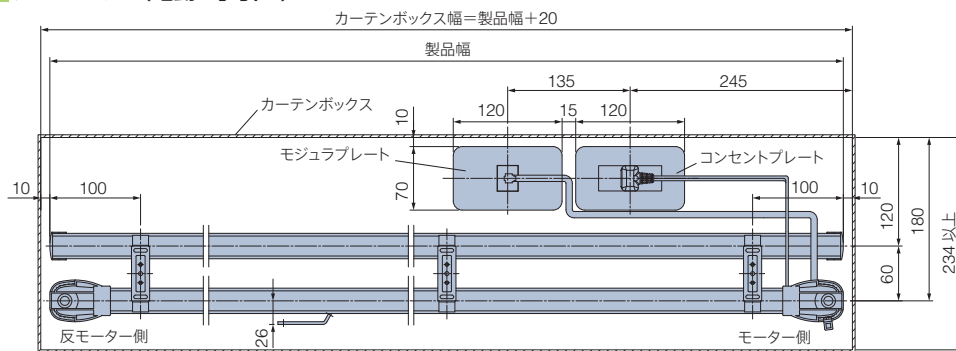 カーテンボックス幅=製品幅+20
製品幅
135
245
カーテンボックス
10
120
15
120
モジュラプレート
コンセントプレート
70
10
100
100
10
120
180
234 以上
60
26
反モーター側
モーター側